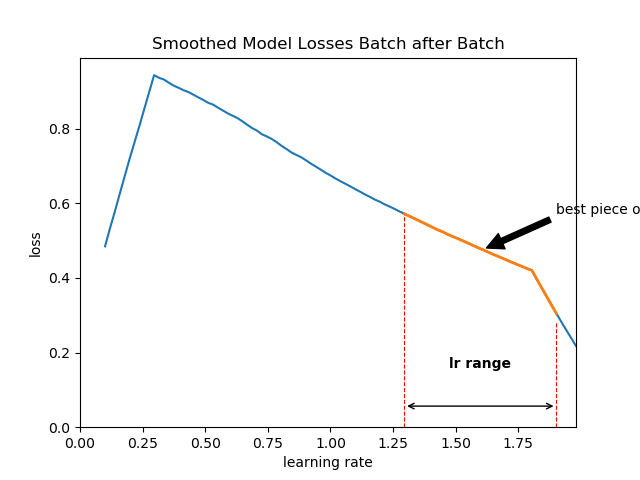 Smoothed Model Losses Batch after Batch
0.8
0.6
0.4
0.2
0.0
loss
best piece o
lr range
0.00 0.25 0.50 0.75 1.00 1.25 1.50 1.75
learning rate